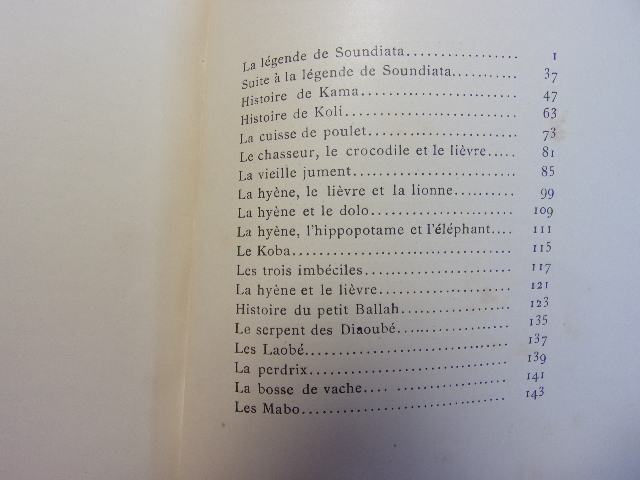 La légende de Soundiata................. 1
Suite à la légende de Soundiata.......... 37
Histoire de Kama........................ 47
Histoire de Koli......................... 63
La cuisse de poulet...................... 73
Le chasseur, le crocodile et le lièvre..... 81
La vieille jument........................ 85
La hyène, le lièvre et la lionne.......... 99
La hyène et le dolo...................... 109
La hyène, l'hippopotame et l'éléphant.... 111
Le Koba................................. 115
Les trois imbéciles...................... 117
La hyène et le lièvre.................... 121
Histoire du petit Ballah.................. 123
Le serpent des Diaoubé.................. 135
Les Laobé............................... 137
La perdrix............................... 139
La bosse de vache.... ................. 141
Les Mabo............................... 143